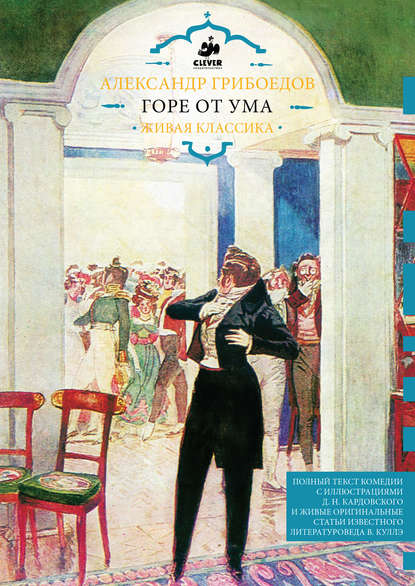 CLEVER
АЛЕКСАНДР ГРИБОЕДОВ
ГОРЕ ОТ УМА
• ЖИВАЯ КЛАССИКА •
ПОЛНЫЙ ТЕКСТ КОМЕДИИ
С ИЛЛЮСТРАЦИЯМИ
Д. Н. КАРДОВСКОГО
И ЖИВЫЕ ОРИГИНАЛЬНЫЕ
СТАТЬИ ИЗВЕСТНОГО
ЛИТЕРАТУРОВЕДА В. КУЛЛЭ